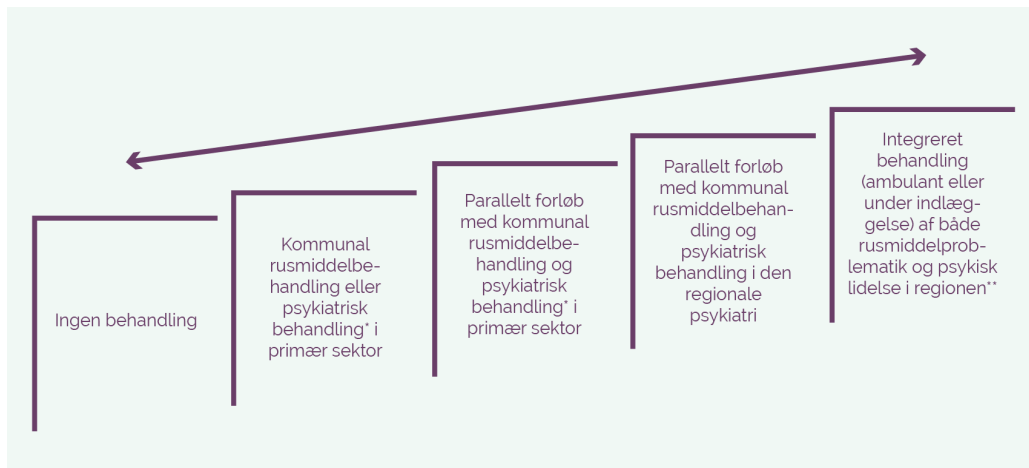 Ingen behandling
Kommunal
rusmiddelbe-
handling eller
psykiatrisk
behandling* i
primær sektor
Parallelt forløb
med kommunal
rusmiddelbe-
handling og
psykiatrisk
behandling* i
primær sektor
Parallelt forløb
med kommunal
rusmiddelbehan-
dling og
psykiatrisk
behandling i den
regionale
psykiatri
Integreret
behandling
(ambulant eller
under indlæg-
gelse) af både
rusmiddelprob-
lematik og psykisk
lidelse i regionen**